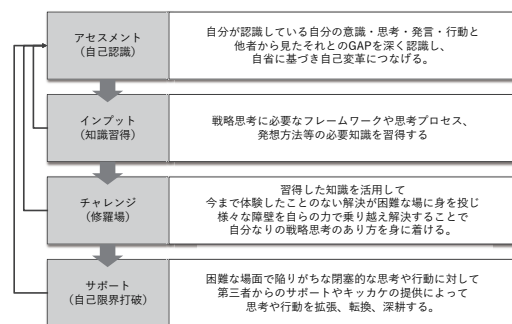 アセスメント
（自己認識）
自分が認識している自分の意識・思考・発言・行動と
他者から見たそれとのGAPを深く認識し、
自省に基づき自己変革につなげる。
インプット
（知識習得）
戦略思考に必要なフレームワークや思考プロセス、
発想方法等の必要知識を習得する
チャレンジ
（修羅場）
習得した知識を活用して
今まで体験したことのない解決が困難な場に身を投じ
様々な障壁を自らの力で乗り越え解決することで
自分なりの戦略思考のあり方を身に着ける。
サポート
（自己限界打破）
困難な場面で陥りがちな閉塞的な思考や行動に対して
第三者からのサポートやキッカケの提供によって
思考や行動を拡張、転換、深耕する。